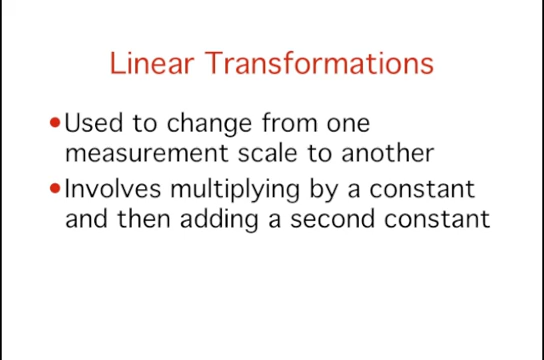 Linear Transformations
•Used to change from one
measurement scale to another
•Involves multiplying by a constant
and then adding a second constant